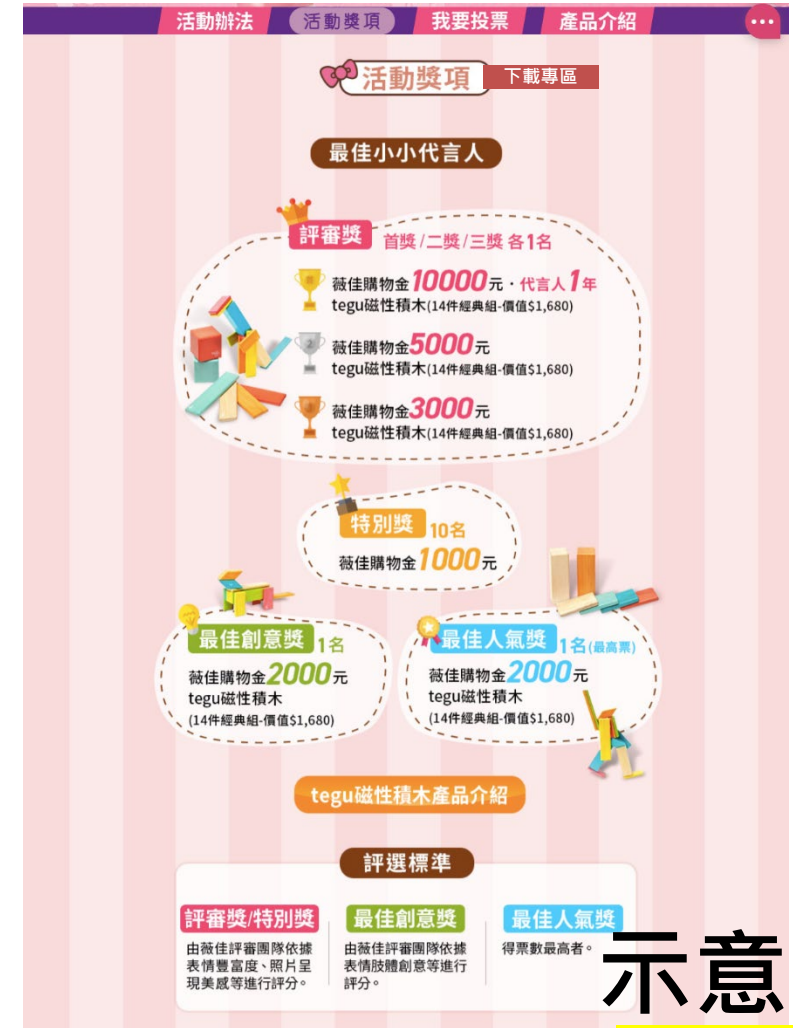 活動辦法 活動獎項 我要投票 產品介紹
活動獎項 下載專區
最佳小小代言人
評審獎 首獎/二獎/三獎 各1名
薇佳購物金10000元·代言人1年
tegu磁性積木(14件經典組-價值$1,680)
2
薇佳購物金5000元
tegu磁性積木(14件經典組-價值$1,680)
薇佳購物金3000元
tegu磁性積木(14件經典組-價值$1,680)
特別獎 10名
薇佳購物金1000元
最佳創意獎 1名
薇佳購物金2000元
tegu磁性積木
(14件經典組-價值$1,680)
最佳人氣獎 1名(最高票)
薇佳購物金2000元
tegu磁性積木
(14件經典組-價值$1,680)
tegu磁性積木產品介紹
評選標準
評審獎/特別獎
由薇佳評審團隊依據
表情豐富度、照片呈
現美感等進行評分。
最佳創意獎
由薇佳評審團隊依據
表情肢體創意等進行
評分。
最佳人氣獎
得票數最高者。
示意